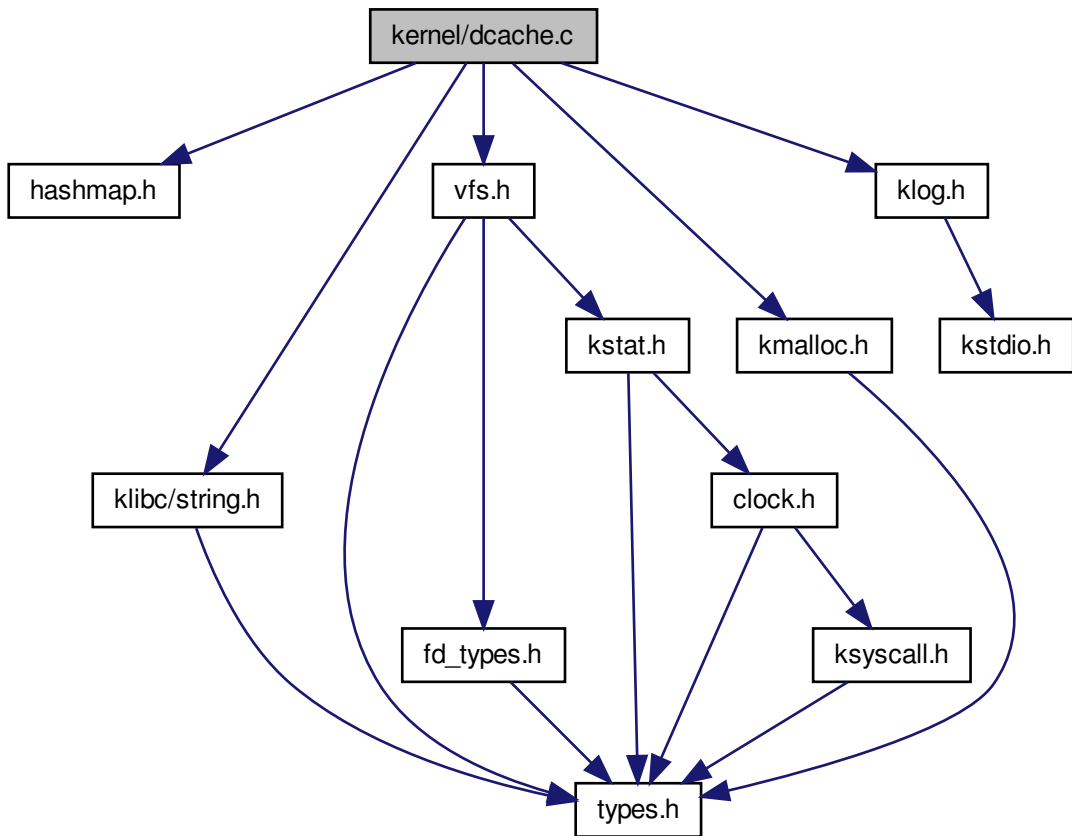 kernel/dcache.c
hashmap.h
vfs.h
klog.h
kstat.h
kmalloc.h
kstdio.h
klibc/string.h
clock.h
fd_types.h
ksyscall.h
types.h